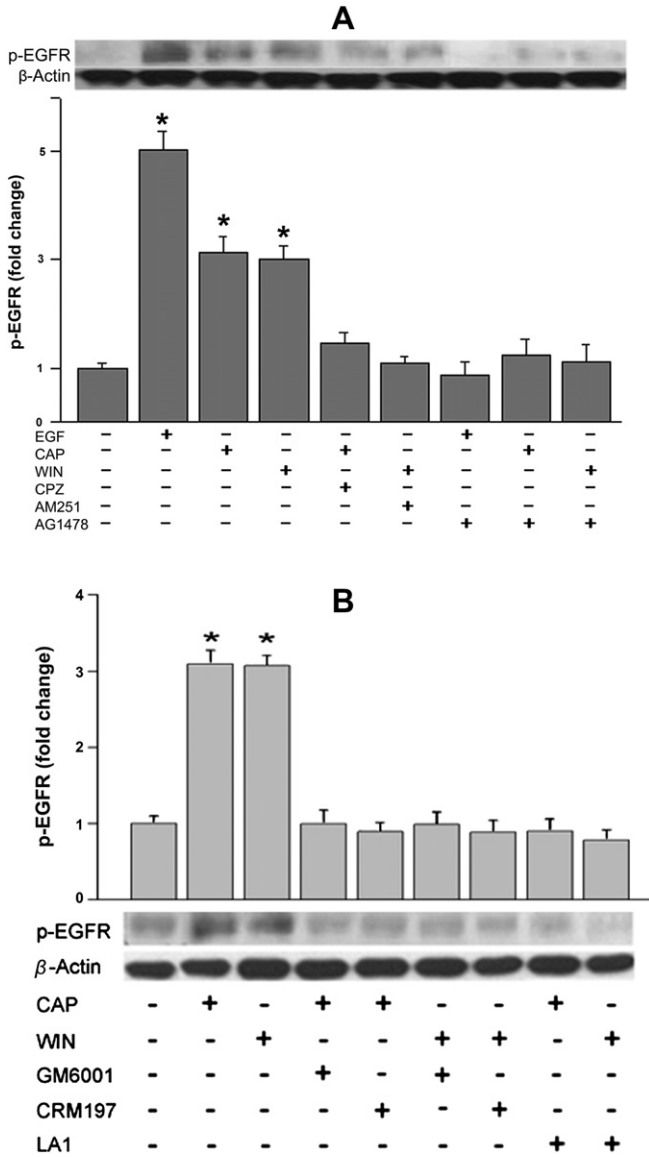 A
p-EGFR
β-Actin
p-EGFR (fold change)
5
3
1
0
* * *
EGF - + - - - - + - -
CAP - - + - + - - + -
WIN - - - + - + - - +
CPZ - - - - + - - - -
AM251 - - - - - + - - -
AG1478 - - - - - - + + +
B
p-EGFR (fold change)
4
3
2
1
0
* *
p-EGFR
β-Actin
CAP - + - + + - - + -
WIN - - + - - + + - +
GM6001 - - - + - + - - -
CRM197 - - - - + - + - -
LA1 - - - - - - - + +